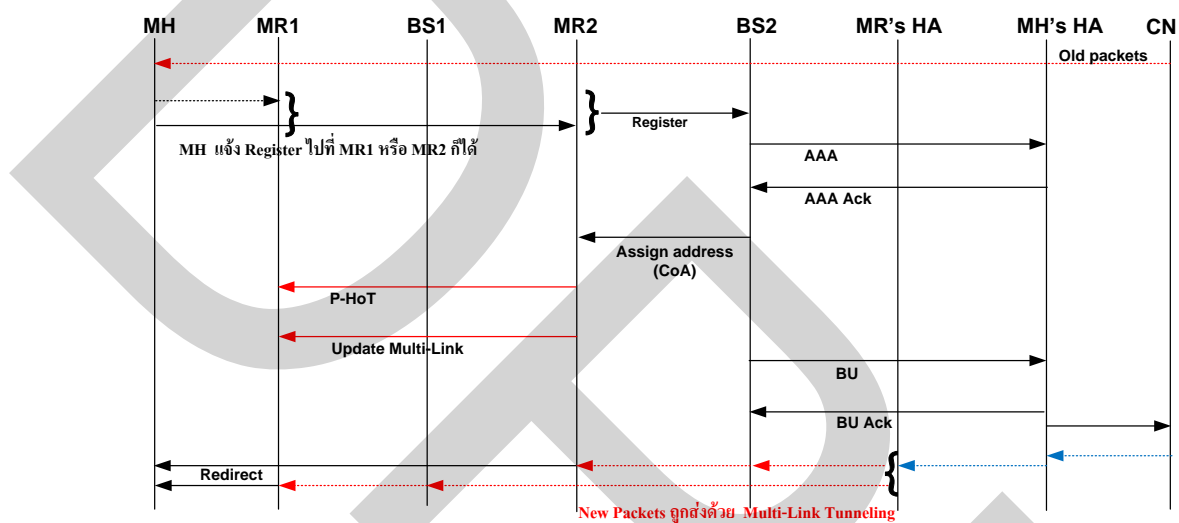 MH MR1 BS1 MR2 BS2 MR's HA MH's HA CN
Old packets
Register
MH แจ้ง Register ไปที่ MR1 หรือ MR2 ก็ได้
AAA
AAA Ack
Assign address
(CoA)
P-HoT
Update Multi-Link
BU
BU Ack
Redirect
New Packets ถูกส่งด้วย Multi-Link Tunneling